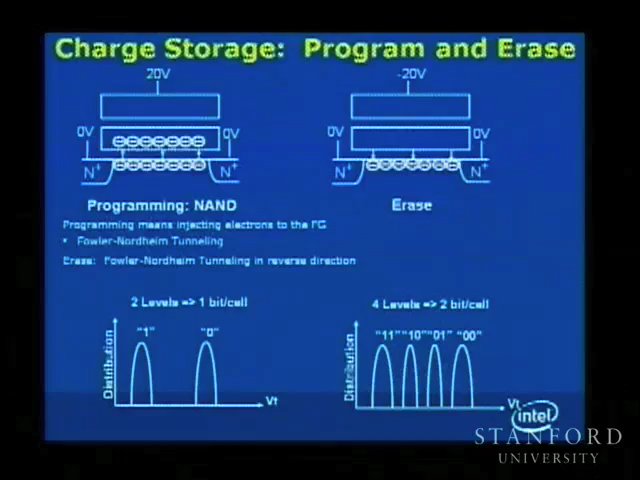 Charge Storage: Program and Erase
20V
-20V
0V
0V
0V
0V
N+
N+
N+
N+
Programming: NAND
Erase
Programming means injecting electrons to the FG
• Fowler-Nordheim Tunneling
Erase: Fowler-Nordheim Tunneling in reverse direction
2 Levels => 1 bit/cell
4 Levels => 2 bit/cell
"1"
"0"
"11"
"10"
"01"
"00"
Distribution
Vt
Distribution
Vt
intel
STANFORD
UNIVERSITY